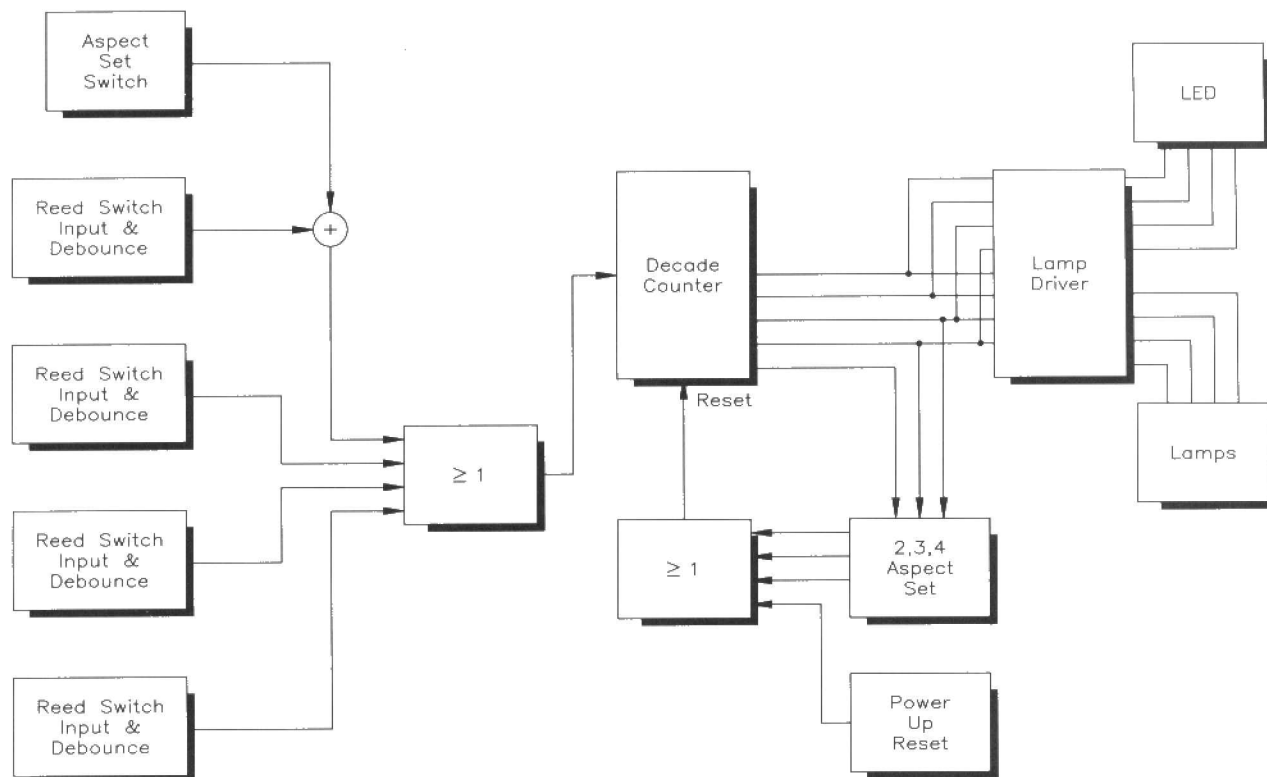 Aspect
Set
Switch
Reed Switch
Input &
Debounce
+
Reed Switch
Input &
Debounce
Reed Switch
Input &
Debounce
Reed Switch
Input &
Debounce
≥ 1
Decade
Counter
Reset
≥ 1
2,3,4
Aspect
Set
Power
Up
Reset
Lamp
Driver
LED
Lamps